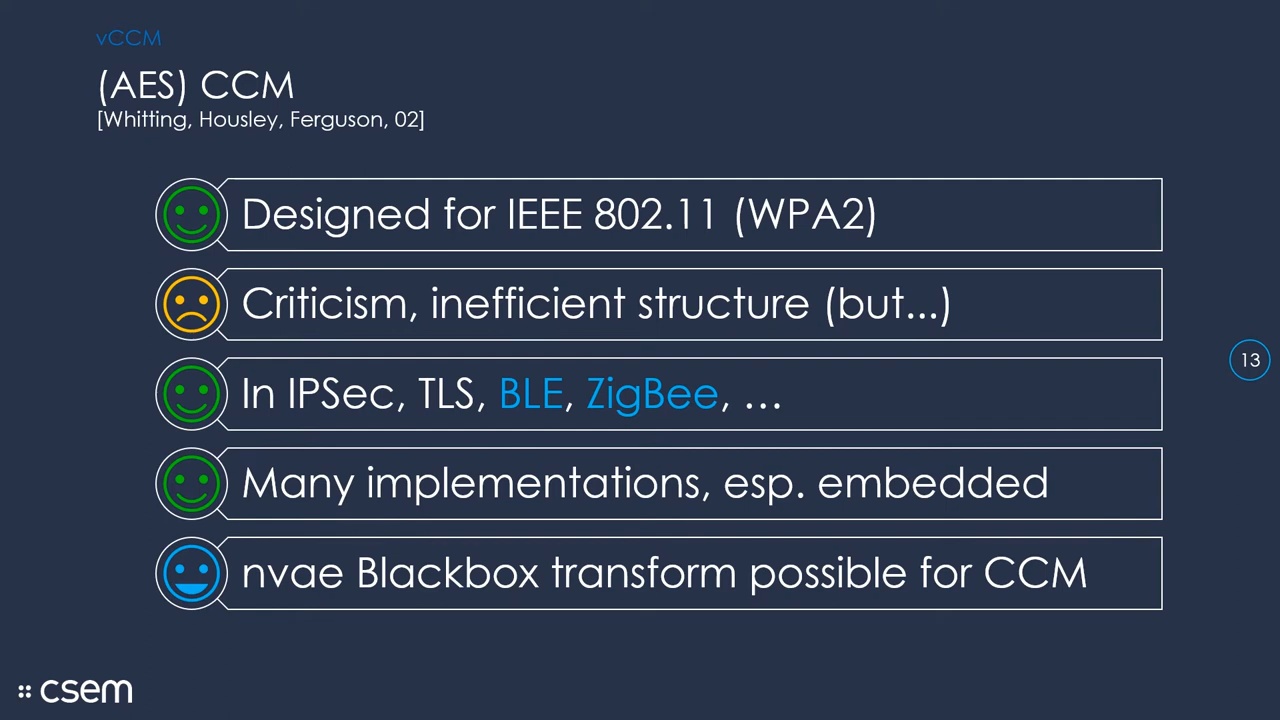 vCCM
(AES) CCM
[Whitting, Housley, Ferguson, 02]
Designed for IEEE 802.11 (WPA2)
Criticism, inefficient structure (but...)
In IPSec, TLS, BLE, ZigBee, ...
Many implementations, esp. embedded
nvae Blackbox transform possible for CCM
13
csem